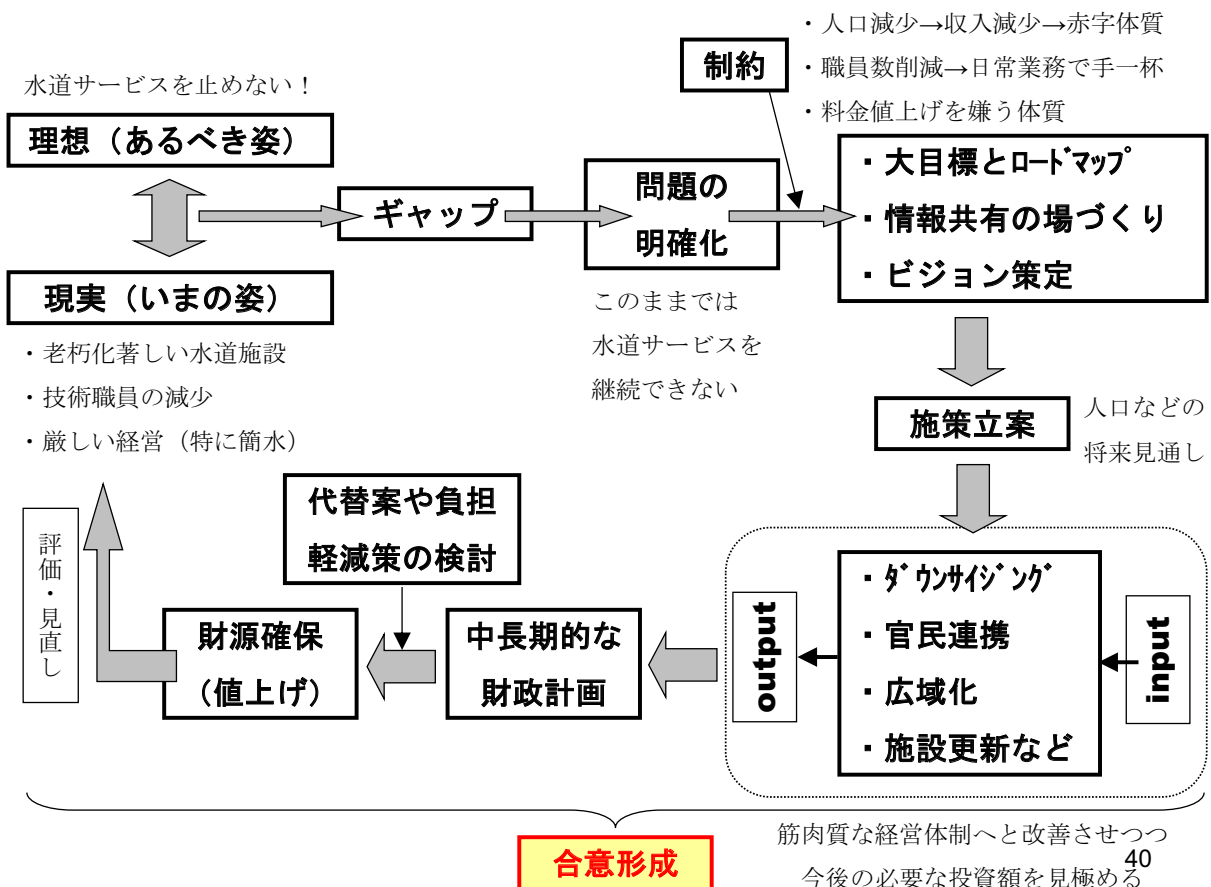 ・人口減少→収入減少→赤字体質
制約
・職員数削減→日常業務で手一杯
・料金値上げを嫌う体質
水道サービスを止めない！
理想（あるべき姿）
ギャップ
問題の
明確化
・大目標とﾛｰﾄﾞﾏｯﾌﾟ
・情報共有の場づくり
・ビジョン策定
現実（いまの姿）
・老朽化著しい水道施設
・技術職員の減少
・厳しい経営（特に簡水）
このままでは
水道サービスを
継続できない
施策立案
人口などの
将来見通し
代替案や負担
軽減策の検討
評価・見直し
財源確保
（値上げ）
中長期的な
財政計画
output
・ﾀﾞｳﾝｻｲｼﾞﾝｸﾞ
・官民連携
・広域化
・施設更新など
input
合意形成
筋肉質な経営体制へと改善させつつ
今後の必要な投資額を見極める
40